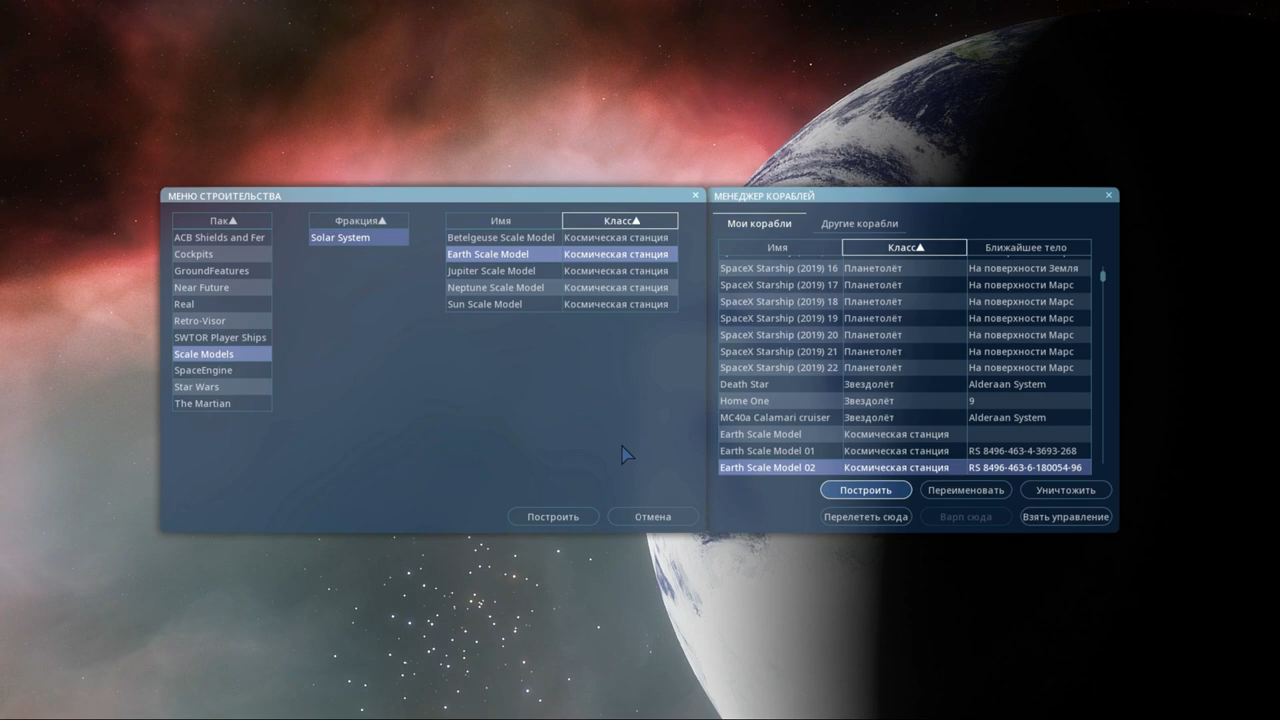 МЕНЮ СТРОИТЕЛЬСТВА
Пак▲ Фракция▲ Имя Класс▲
ACB Shields and Fer Solar System Betelgeuse Scale Model Космическая станция
Cockpits Earth Scale Model Космическая станция
GroundFeatures Jupiter Scale Model Космическая станция
Near Future Neptune Scale Model Космическая станция
Real Sun Scale Model Космическая станция
Retro-Visor
SWTOR Player Ships
Scale Models
SpaceEngine
Star Wars
The Martian
Построить Отмена
МЕНЕДЖЕР КОРАБЛЕЙ
Мои корабли Другие корабли
Имя Класс▲ Ближайшее тело
SpaceX Starship (2019) 16 Планетолёт На поверхности Земля
SpaceX Starship (2019) 17 Планетолёт На поверхности Марс
SpaceX Starship (2019) 18 Планетолёт На поверхности Марс
SpaceX Starship (2019) 19 Планетолёт На поверхности Марс
SpaceX Starship (2019) 20 Планетолёт На поверхности Марс
SpaceX Starship (2019) 21 Планетолёт На поверхности Марс
SpaceX Starship (2019) 22 Планетолёт На поверхности Марс
Death Star Звездолёт Alderaan System
Home One Звездолёт 9
MC40a Calamari cruiser Звездолёт Alderaan System
Earth Scale Model Космическая станция
Earth Scale Model 01 Космическая станция RS 8496-463-4-3693-268
Earth Scale Model 02 Космическая станция RS 8496-463-6-180054-96
Построить Переименовать Уничтожить
Перелететь сюда Варп сюда Взять управление